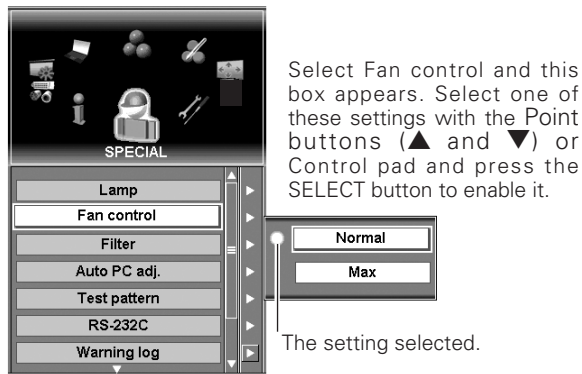 SPECIAL
Lamp
Fan control
Filter
Auto PC adj.
Test pattern
RS-232C
Warning log
Select Fan control and this
box appears. Select one of
these settings with the Point
buttons (▲ and ▼) or
Control pad and press the
SELECT button to enable it.
Normal
Max
The setting selected.